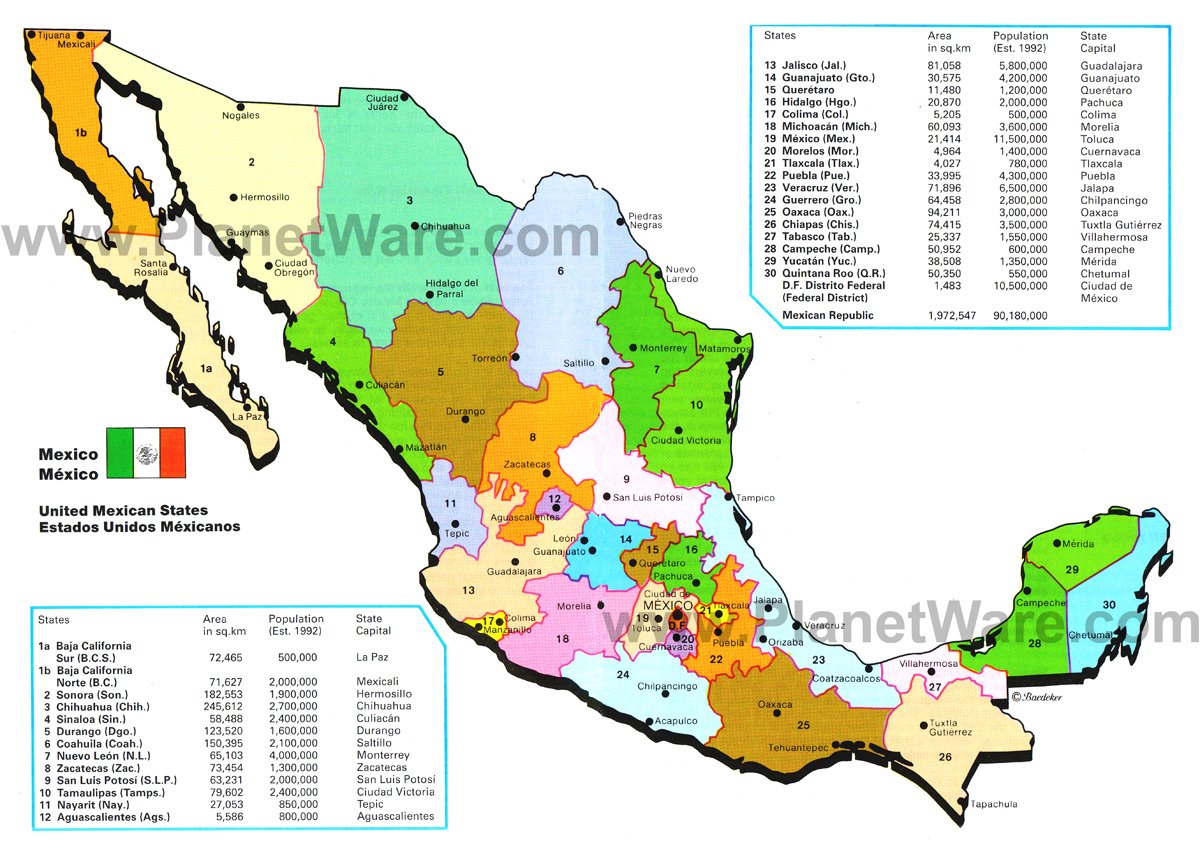 States Area Population State
in sq.km (Est. 1992) Capital
13 Jalisco (Jal.) 81,058 5,800,000 Guadalajara
14 Guanajuato (Gto.) 30,575 4,200,000 Guanajuato
15 Querétaro 11,480 1,200,000 Querétaro
16 Hidalgo (Hgo.) 20,870 2,000,000 Pachuca
17 Colima (Col.) 5,205 500,000 Colima
18 Michoacán (Mich.) 60,093 3,600,000 Morelia
19 México (Mex.) 21,414 11,500,000 Toluca
20 Morelos (Mor.) 4,964 1,400,000 Cuernavaca
21 Tlaxcala (Tlax.) 4,027 780,000 Tlaxcala
22 Puebla (Pue.) 33,995 4,300,000 Puebla
23 Veracruz (Ver.) 71,896 6,500,000 Jalapa
24 Guerrero (Gro.) 64,458 2,800,000 Chilpancingo
25 Oaxaca (Oax.) 94,211 3,000,000 Oaxaca
26 Chiapas (Chis.) 74,415 3,500,000 Tuxtla Gutiérrez
27 Tabasco (Tab.) 25,337 1,550,000 Villahermosa
28 Campeche (Camp.) 50,952 600,000 Campeche
29 Yucatán (Yuc.) 38,508 1,350,000 Mérida
30 Quintana Roo (Q.R.) 50,350 550,000 Chetumal
D.F. Distrito Federal 1,483 10,500,000 Ciudad de
(Federal District) México
Mexican Republic 1,972,547 90,180,000
Tijuana
Mexicali
1b
Nogales
2
Hermosillo
Guaymas
Ciudad
Obregón
Santa
Rosalia
1a
La Paz
Ciudad
Juárez
3
Chihuahua
Hidalgo del
Parral
www.PlanetWare.com
Piedras
Negras
6
Nuevo
Laredo
Saltillo
Monterrey
7
Matamoros
10
Ciudad Victoria
4
Culiacán
Mazatlán
5
Torreón
Durango
8
Zacatecas
9
San Luis Potosi
Tampico
11
Tepic
12
Aguascalientes
León
Guanajuato
14
15
Querétaro
16
Pachuca
Guadalajara
13
17
Colima
Manzanillo
Morelia
18
Ciudad de
MÉXICO
19
Toluca
D.F.
20
Cuernavaca
21
Tlaxcala
Puebla
22
Jalapa
Veracruz
Orizaba
23
Coatzacoalcos
24
Chilpancingo
Acapulco
Oaxaca
25
Tehuantepec
Villahermosa
27
Tuxtla
Gutiérrez
26
Tapachula
Mérida
29
Campeche
28
30
Chetumal
www.PlanetWare.com
© Baedeker
Mexico
México
United Mexican States
Estados Unidos Méxicanos
States Area Population State
in sq.km (Est. 1992) Capital
1a Baja California
Sur (B.C.S.) 72,465 500,000 La Paz
1b Baja California
Norte (B.C.) 71,627 2,000,000 Mexicali
2 Sonora (Son.) 182,553 1,900,000 Hermosillo
3 Chihuahua (Chih.) 245,612 2,700,000 Chihuahua
4 Sinaloa (Sin.) 58,488 2,400,000 Culiacán
5 Durango (Dgo.) 123,520 1,600,000 Durango
6 Coahuila (Coah.) 150,395 2,100,000 Saltillo
7 Nuevo León (N.L.) 65,103 4,000,000 Monterrey
8 Zacatecas (Zac.) 73,454 1,300,000 Zacatecas
9 San Luis Potosí (S.L.P.) 63,231 2,000,000 San Luis Potosí
10 Tamaulipas (Tamps.) 79,602 2,400,000 Ciudad Victoria
11 Nayarit (Nay.) 27,053 850,000 Tepic
12 Aguascalientes (Ags.) 5,586 800,000 Aguascalientes